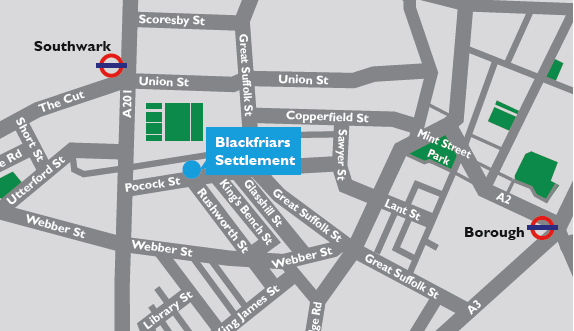 Scoresby St
Southwark
Great Suffolk St
Union St
Union St
The Cut
A201
Copperfield St
Short St
Mint Street
Park
Blackfriars
Settlement
Sawyer St
Utterford St
Pocock St
King's Bench St
Glasshill St
Great Suffolk St
Rushworth St
Lant St
A2
Borough
Webber St
Webber St
Webber St
Great Suffolk St
Library St
King James St
A3